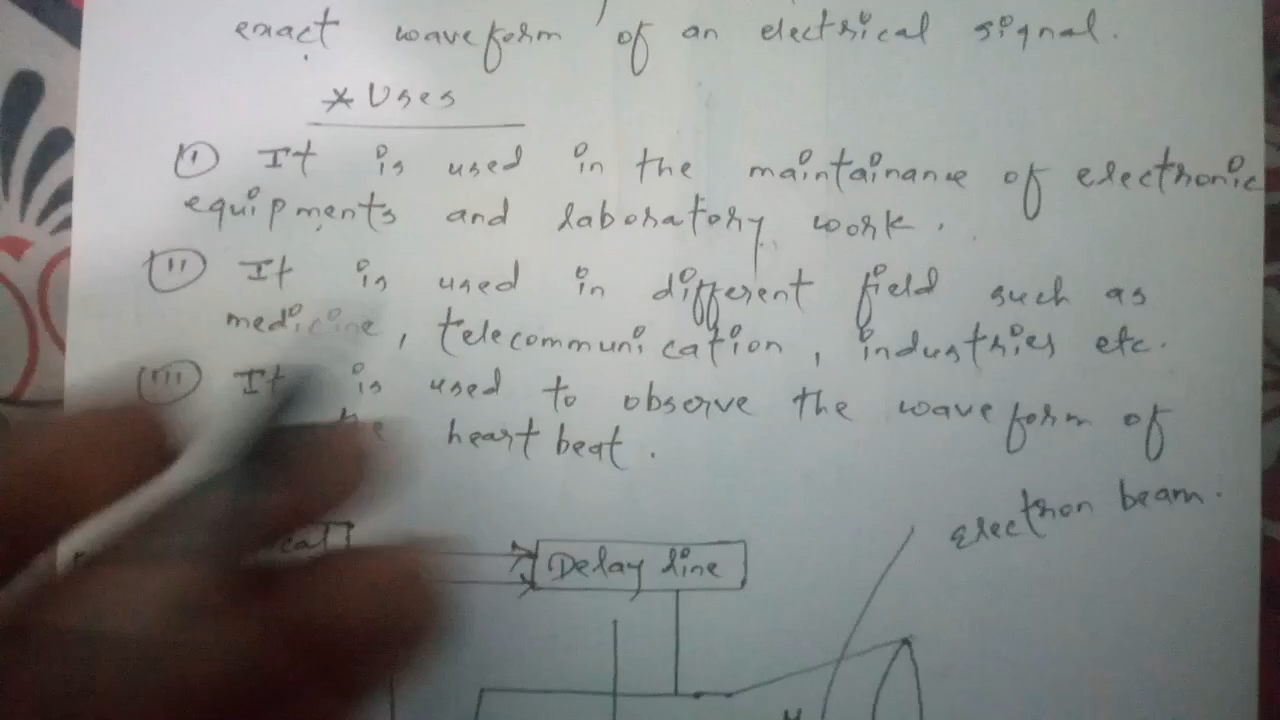 exact waveform of an electrical signal.
* Uses
(i) It is used in the maintainance of electronic
equipments and laboratory work.
(ii) It is used in different field such as
medicine, telecommunication, industries etc.
(iii) It is used to observe the waveform of
heart beat.
electron beam.
Delay line